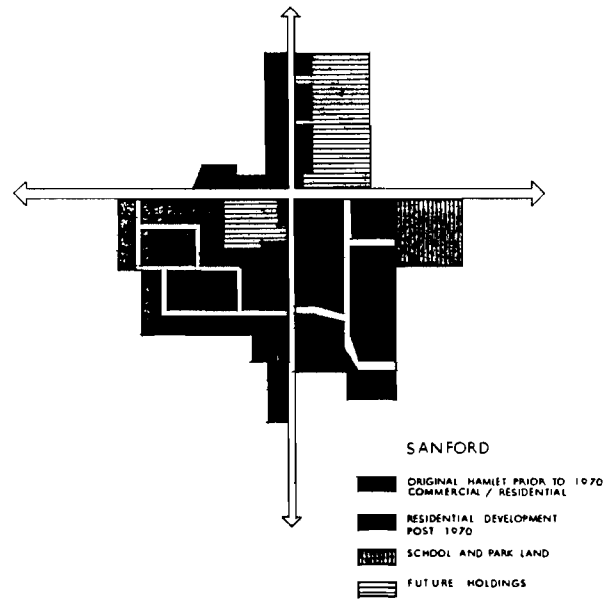 SANFORD
ORIGINAL HAMLET PRIOR TO 1970
COMMERCIAL / RESIDENTIAL
RESIDENTIAL DEVELOPMENT
POST 1970
SCHOOL AND PARK LAND
FUTURE HOLDINGS